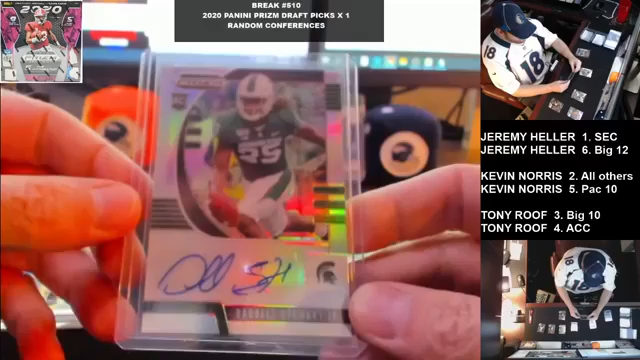 BREAK #510
2020 PANINI PRIZM DRAFT PICKS X 1
RANDOM CONFERENCES
2020
JEREMY HELLER 1. SEC
JEREMY HELLER 6. Big 12
KEVIN NORRIS 2. All others
KEVIN NORRIS 5. Pac 10
TONY ROOF 3. Big 10
TONY ROOF 4. ACC
18
18
55